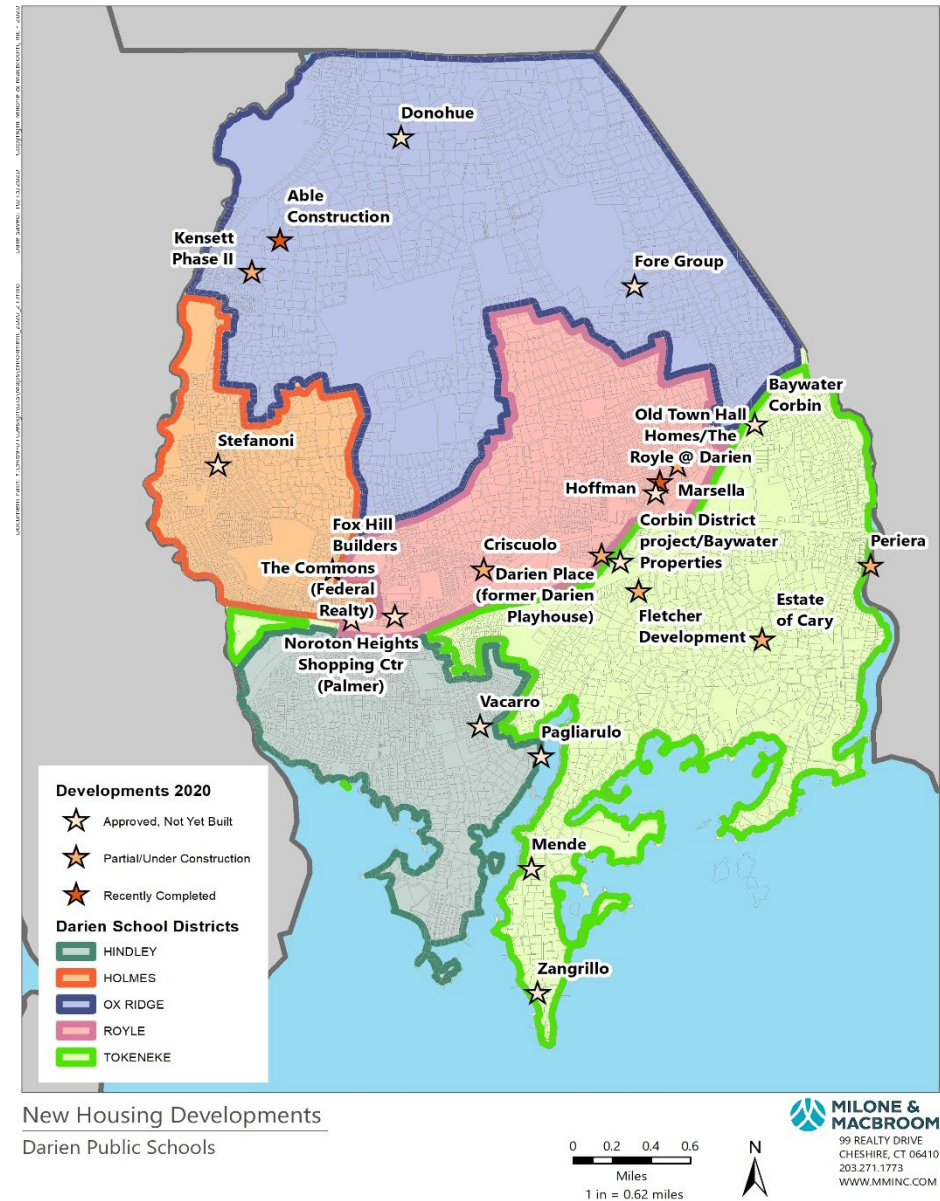 Donohue
Able
Construction
Kensett
Phase II
Fore Group
Baywater
Corbin
Old Town Hall
Homes/The
Royle @ Darien
Stefanoni
Hoffman
Marsella
Fox Hill
Builders
Corbin District
project/Baywater
Properties
Criscuolo
Periera
The Commons
(Federal
Realty)
Darien Place
(former Darien
Playhouse)
Fletcher
Development
Estate
of Cary
Noroton Heights
Shopping Ctr
(Palmer)
Vacarro
Pagliarulo
Mende
Zangrillo
Developments 2020
Approved, Not Yet Built
Partial/Under Construction
Recently Completed
Darien School Districts
HINDLEY
HOLMES
OX RIDGE
ROYLE
TOKENEKE
New Housing Developments
Darien Public Schools
0 0.2 0.4 0.6
Miles
1 in = 0.62 miles
N
MILONE &
MACBROOM
99 REALTY DRIVE
CHESHIRE, CT 06410
203.271.1773
WWW.MMINC.COM